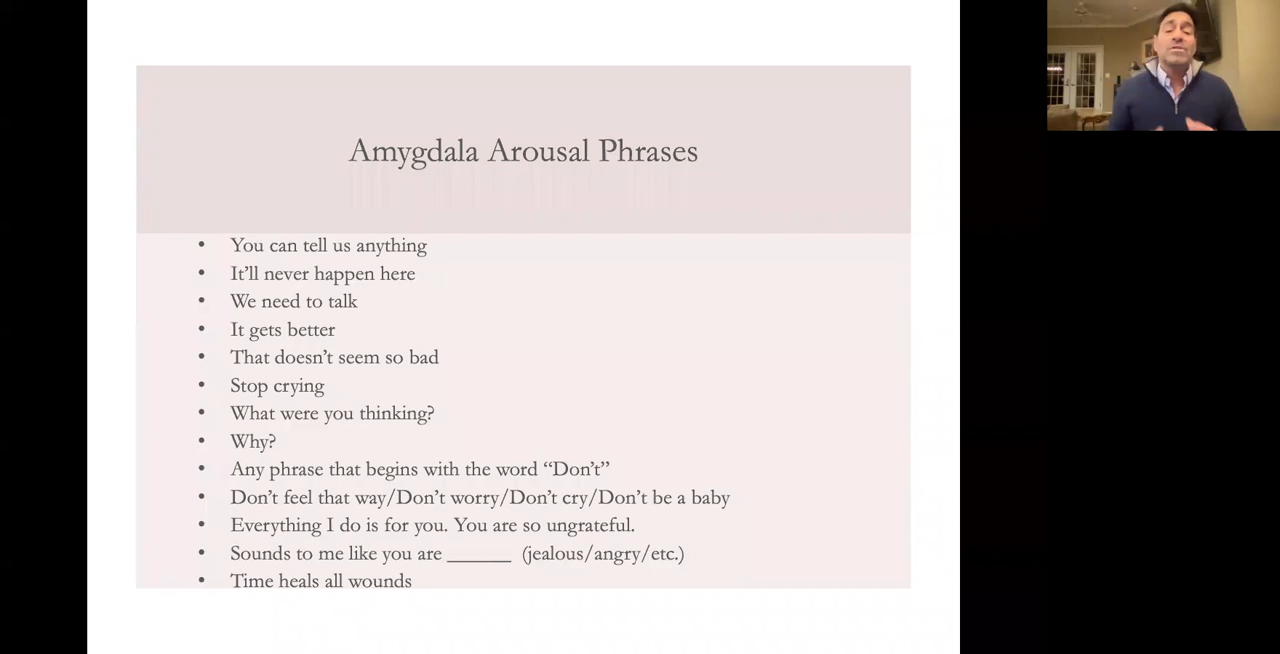 Amygdala Arousal Phrases
• You can tell us anything
• It’ll never happen here
• We need to talk
• It gets better
• That doesn’t seem so bad
• Stop crying
• What were you thinking?
• Why?
• Any phrase that begins with the word “Don’t”
• Don’t feel that way/Don’t worry/Don’t cry/Don’t be a baby
• Everything I do is for you. You are so ungrateful.
• Sounds to me like you are ______ (jealous/angry/etc.)
• Time heals all wounds